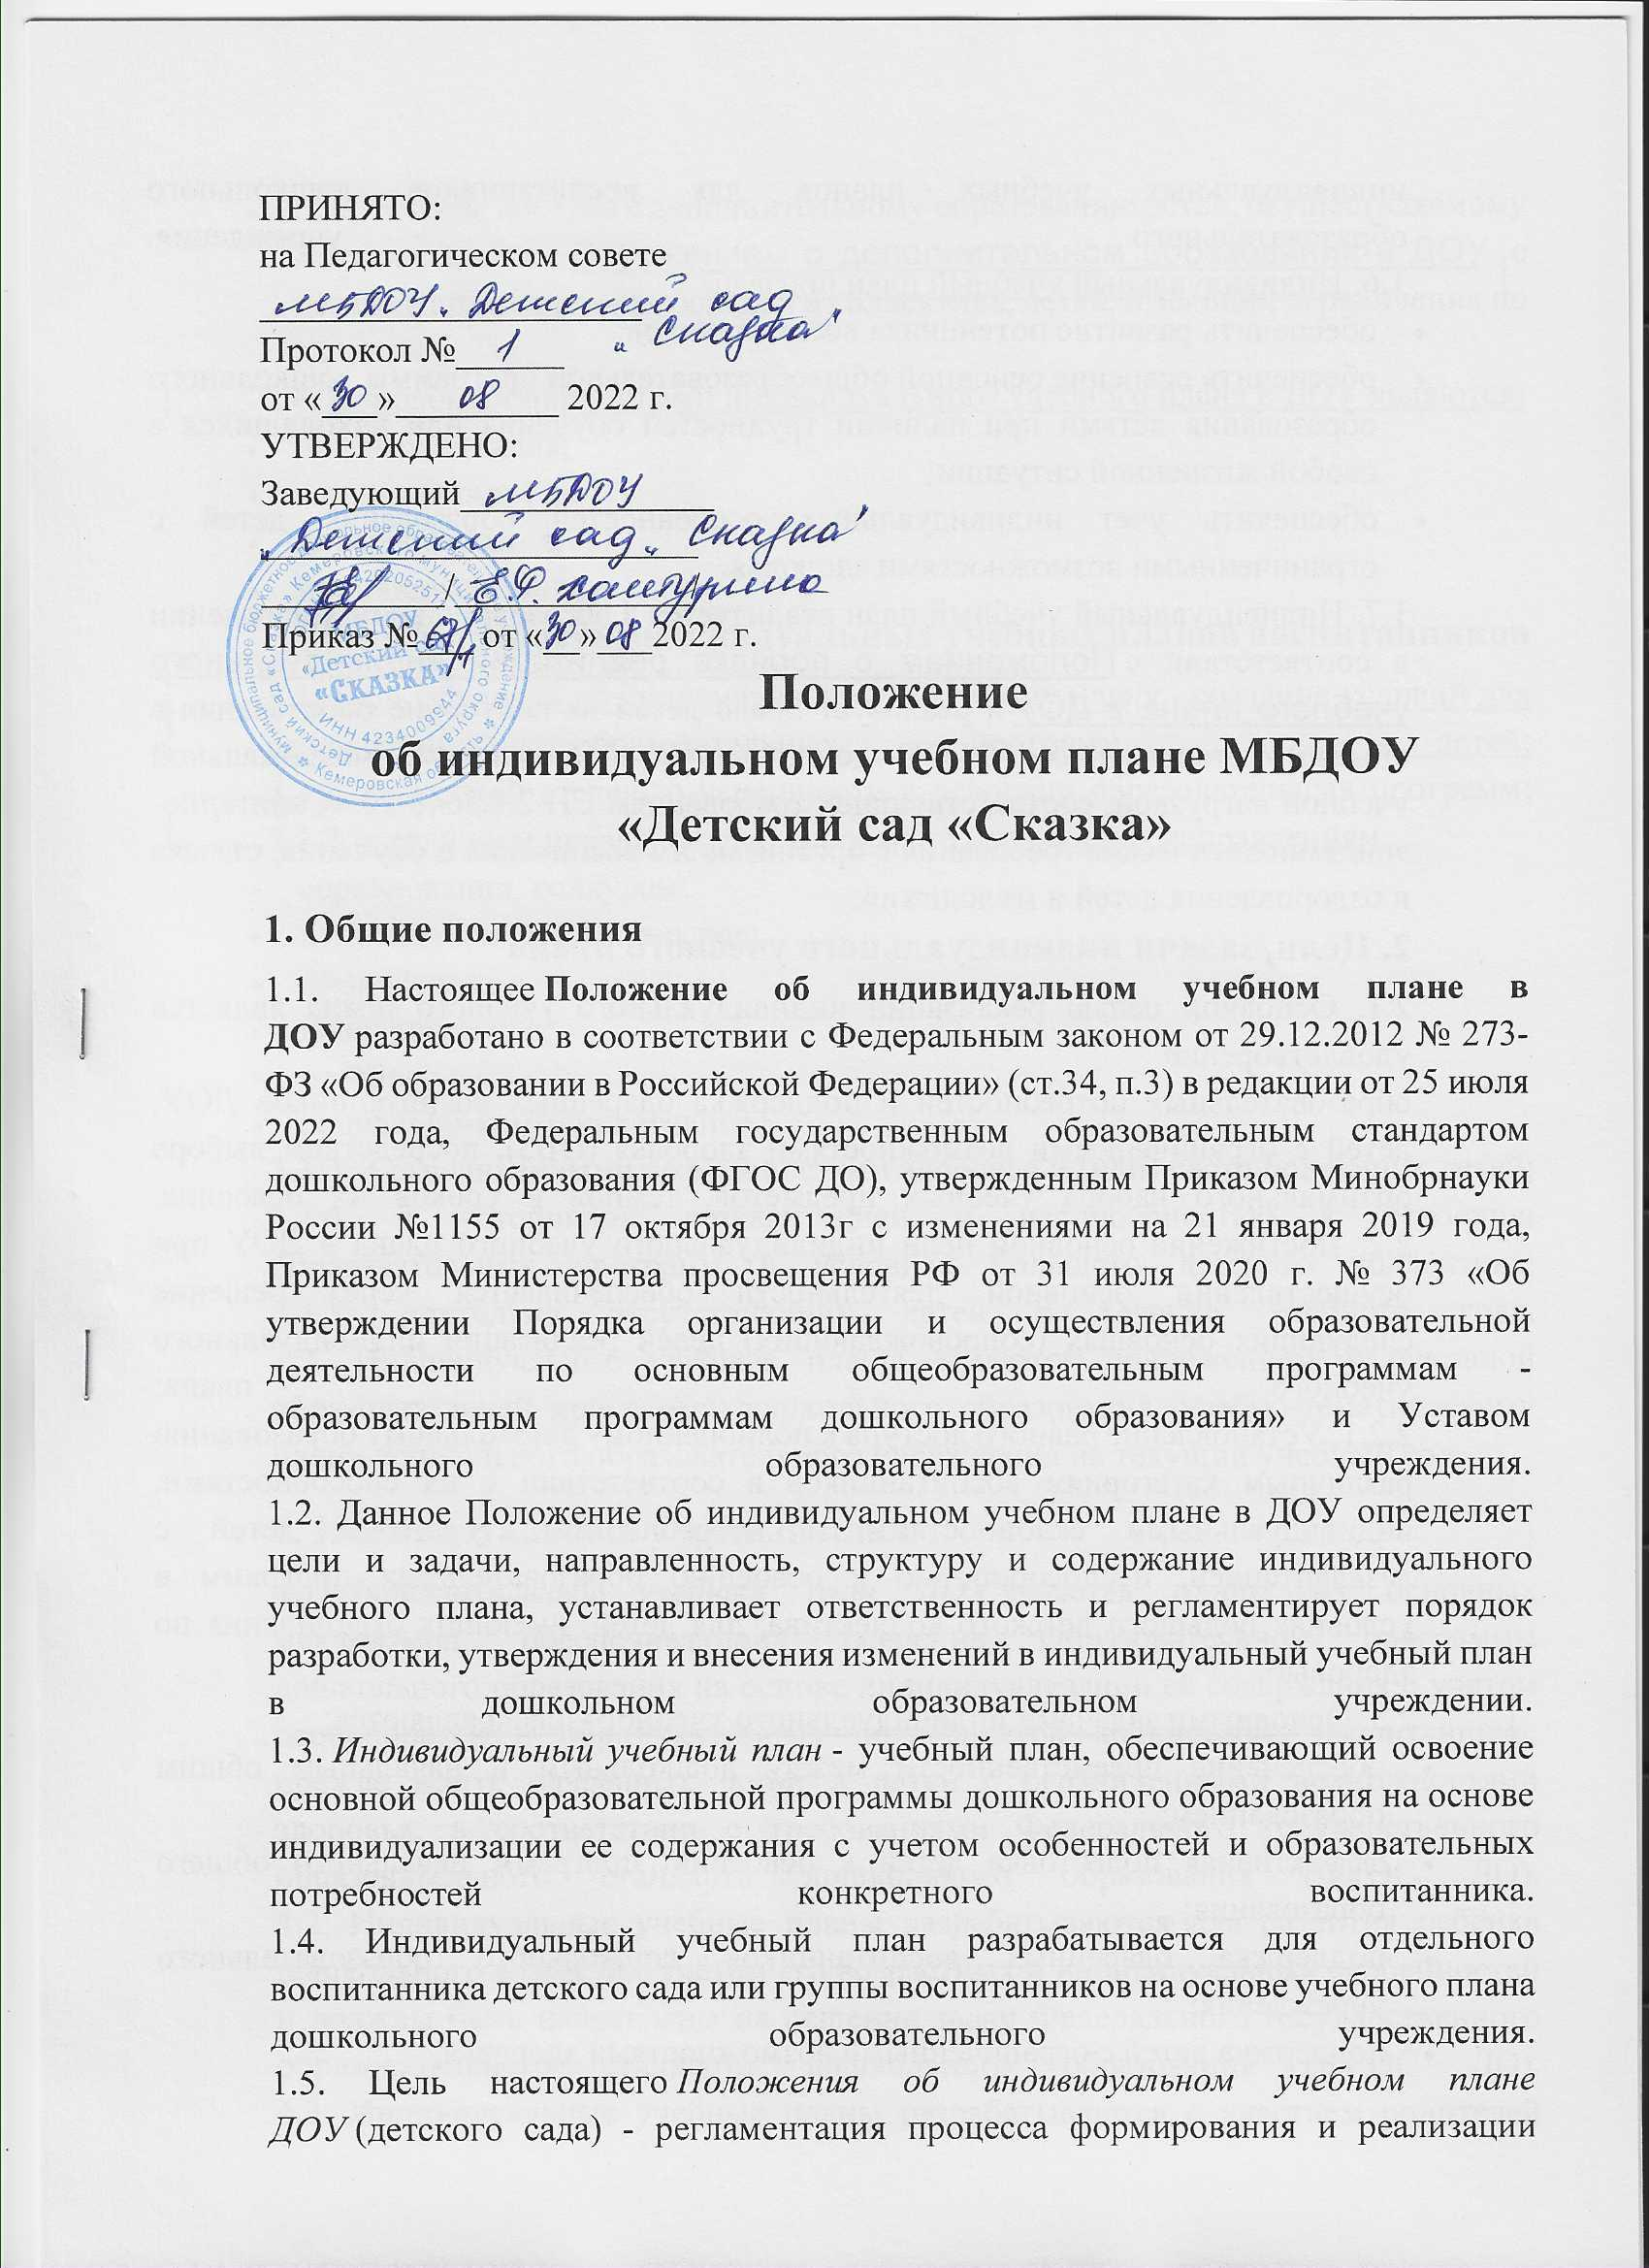 ПРИНЯТО:
на Педагогическом совете
МБДОУ „Детский сад
Протокол № 1 „Сказка"
от «30» 08 2022 г.
УТВЕРЖДЕНО:
Заведующий МБДОУ
„Детский сад „Сказка"
/ Е.Ф.
Приказ № от «30» 08 2022 г.
МБДОУ
«Детский сад
«СКАЗКА»
ИНН 4234009944
Положение
об индивидуальном учебном плане МБДОУ
«Детский сад «Сказка»
1. Общие положения
1.1. Настоящее Положение об индивидуальном учебном плане в
ДОУ разработано в соответствии с Федеральным законом от 29.12.2012 № 273-
ФЗ «Об образовании в Российской Федерации» (ст.34, п.3) в редакции от 25 июля
2022 года, Федеральным государственным образовательным стандартом
дошкольного образования (ФГОС ДО), утвержденным Приказом Минобрнауки
России №1155 от 17 октября 2013г с изменениями на 21 января 2019 года,
Приказом Министерства просвещения РФ от 31 июля 2020 г. № 373 «Об
утверждении Порядка организации и осуществления образовательной
деятельности по основным общеобразовательным программам -
образовательным программам дошкольного образования» и Уставом
дошкольного образовательного учреждения.
1.2. Данное Положение об индивидуальном учебном плане в ДОУ определяет
цели и задачи, направленность, структуру и содержание индивидуального
учебного плана, устанавливает ответственность и регламентирует порядок
разработки, утверждения и внесения изменений в индивидуальный учебный план
в дошкольном образовательном учреждении.
1.3. Индивидуальный учебный план - учебный план, обеспечивающий освоение
основной общеобразовательной программы дошкольного образования на основе
индивидуализации ее содержания с учетом особенностей и образовательных
потребностей конкретного воспитанника.
1.4. Индивидуальный учебный план разрабатывается для отдельного
воспитанника детского сада или группы воспитанников на основе учебного плана
дошкольного образовательного учреждения.
1.5. Цель настоящего Положения об индивидуальном учебном плане
ДОУ (детского сада) - регламентация процесса формирования и реализации